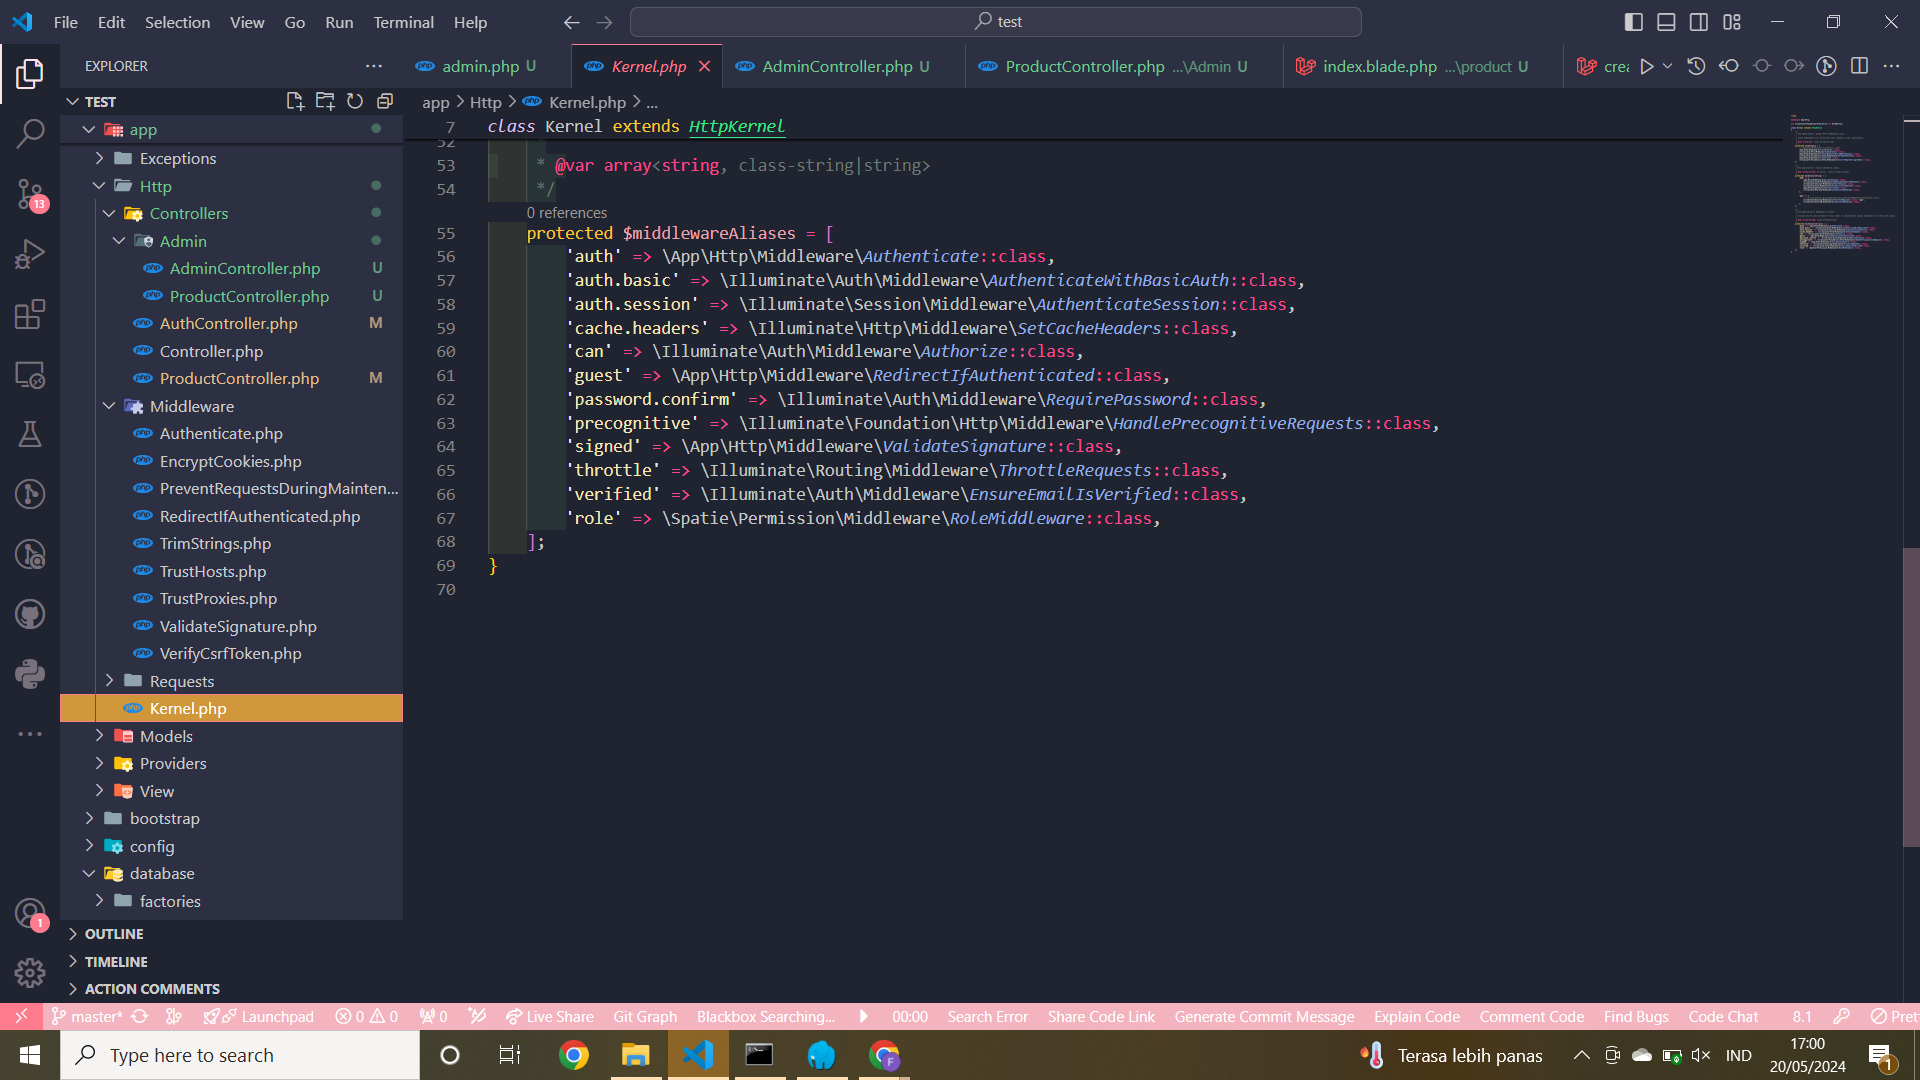 File Edit Selection View Go Run Terminal Help
test
EXPLORER
admin.php U
Kernel.php
AdminController.php U
ProductController.php ...\Admin U
index.blade.php ...\product U
crea
TEST
app > Http > Kernel.php > ...
app
Exceptions
Http
Controllers
Admin
AdminController.php U
ProductController.php U
AuthController.php M
Controller.php
ProductController.php M
Middleware
Authenticate.php
EncryptCookies.php
PreventRequestsDuringMainten...
RedirectIfAuthenticated.php
TrimStrings.php
TrustHosts.php
TrustProxies.php
ValidateSignature.php
VerifyCsrfToken.php
Requests
Kernel.php
Models
Providers
View
bootstrap
config
database
factories
OUTLINE
TIMELINE
ACTION COMMENTS
13
1
7 class Kernel extends HttpKernel
52
53 * @var array<string, class-string|string>
54 */
0 references
55 protected $middlewareAliases = [
56 'auth' => \App\Http\Middleware\Authenticate::class,
57 'auth.basic' => \Illuminate\Auth\Middleware\AuthenticateWithBasicAuth::class,
58 'auth.session' => \Illuminate\Session\Middleware\AuthenticateSession::class,
59 'cache.headers' => \Illuminate\Http\Middleware\SetCacheHeaders::class,
60 'can' => \Illuminate\Auth\Middleware\Authorize::class,
61 'guest' => \App\Http\Middleware\RedirectIfAuthenticated::class,
62 'password.confirm' => \Illuminate\Auth\Middleware\RequirePassword::class,
63 'precognitive' => \Illuminate\Foundation\Http\Middleware\HandlePrecognitiveRequests::class,
64 'signed' => \App\Http\Middleware\ValidateSignature::class,
65 'throttle' => \Illuminate\Routing\Middleware\ThrottleRequests::class,
66 'verified' => \Illuminate\Auth\Middleware\EnsureEmailIsVerified::class,
67 'role' => \Spatie\Permission\Middleware\RoleMiddleware::class,
68 ];
69 }
70
master* Launchpad 0 0 0 Live Share Git Graph Blackbox Searching... 00:00 Search Error Share Code Link Generate Commit Message Explain Code Comment Code Find Bugs Code Chat 8.1 Pret
Type here to search
Terasa lebih panas
IND
17:00
20/05/2024
1